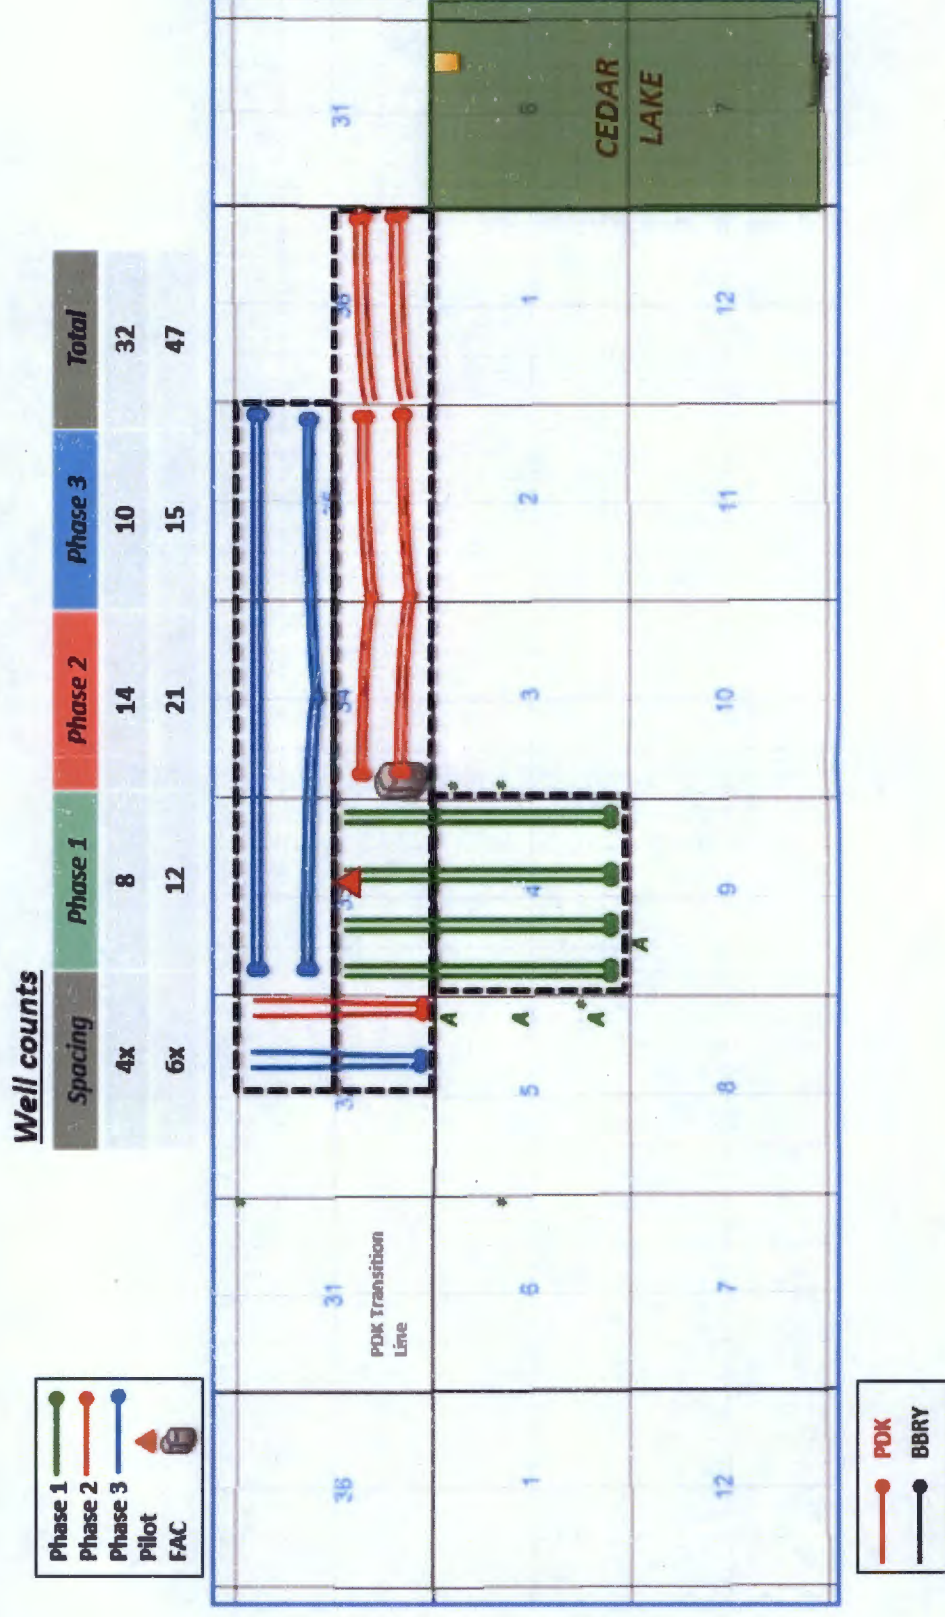 Well counts
Spacing Phase 1 Phase 2 Phase 3 Total
4x 8 14 10 32
6x 12 21 15 47
Phase 1
Phase 2
Phase 3
Pilot
FAC
36 31 34 36 31
PDK Transition
Line
1 6 5 4 3 2 1 6
12 7 8 9 10 11 12 7
A
A
A
A
CEDAR
LAKE
PDK
BBRY